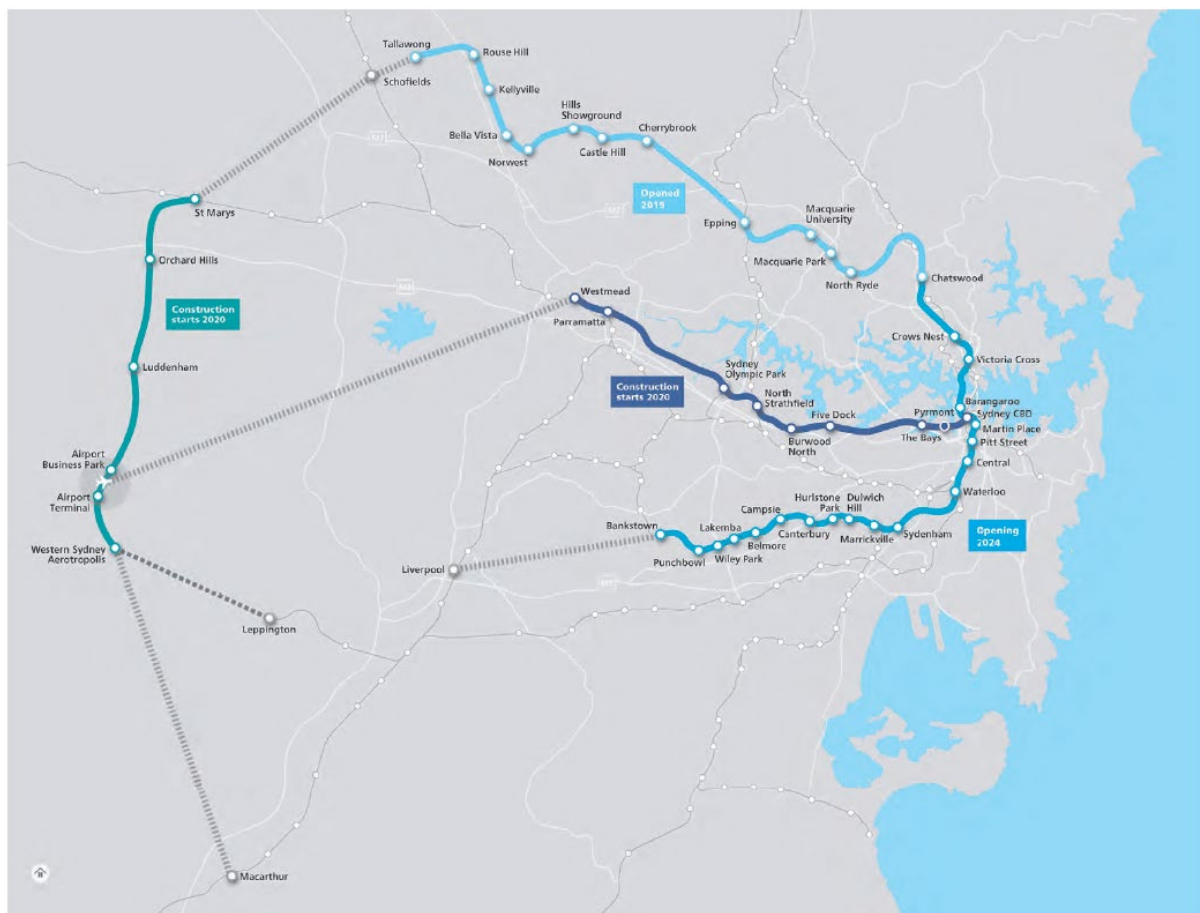 Tallawong
Rouse Hill
Schofields
Kellyville
Hills
Showground
Bella Vista
Cherrybrook
Castle Hill
Norwest
St Marys
Opened
2019
Epping
Macquarie
University
Macquarie Park
North Ryde
Chatswood
Orchard Hills
Construction
starts 2020
Westmead
Parramatta
Luddenham
Crows Nest
Victoria Cross
Sydney
Olympic Park
Construction
starts 2020
North
Strathfield
Five Dock
Burwood
North
Pyrmont
The Bays
Barangaroo
Sydney CBD
Martin Place
Pitt Street
Central
Waterloo
Airport
Business Park
Airport
Terminal
Western Sydney
Aerotropolis
Bankstown
Punchbowl
Lakemba
Wiley Park
Belmore
Campsie
Canterbury
Hurlstone
Park
Dulwich
Hill
Marrickville
Sydenham
Opening
2024
Liverpool
Leppington
Macarthur